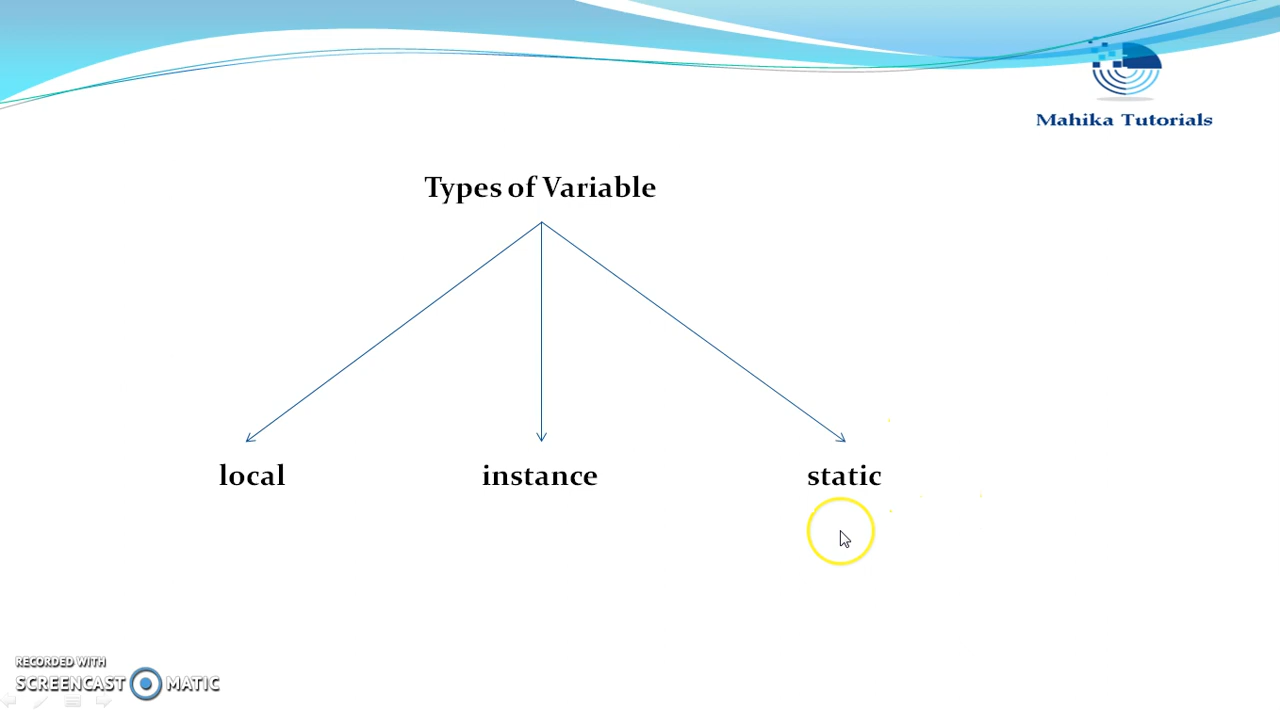 Mahika Tutorials
Types of Variable
local instance static
RECORDED WITH
SCREENCAST MATIC